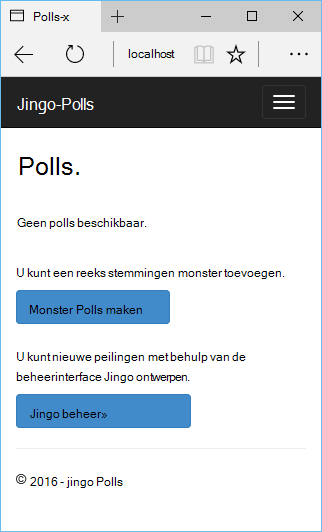 Polls-x
localhost
Jingo-Polls
Polls.
Geen polls beschikbaar.
U kunt een reeks stemmingen monster toevoegen.
Monster Polls maken
U kunt nieuwe peilingen met behulp van de
beheerinterface Jingo ontwerpen.
Jingo beheer»
© 2016 - jingo Polls